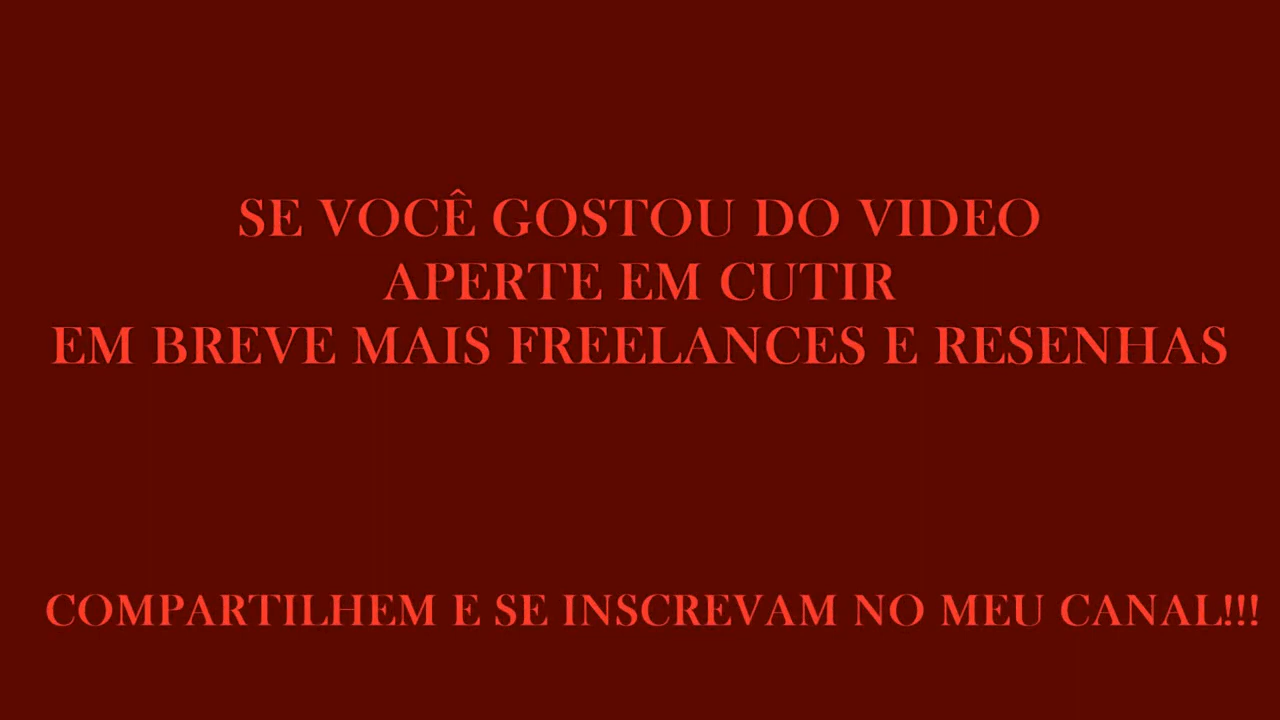 SE VOCÊ GOSTOU DO VIDEO
APERTE EM CUTIR
EM BREVE MAIS FREELANCES E RESENHAS
COMPARTILHEM E SE INSCREVAM NO MEU CANAL!!!